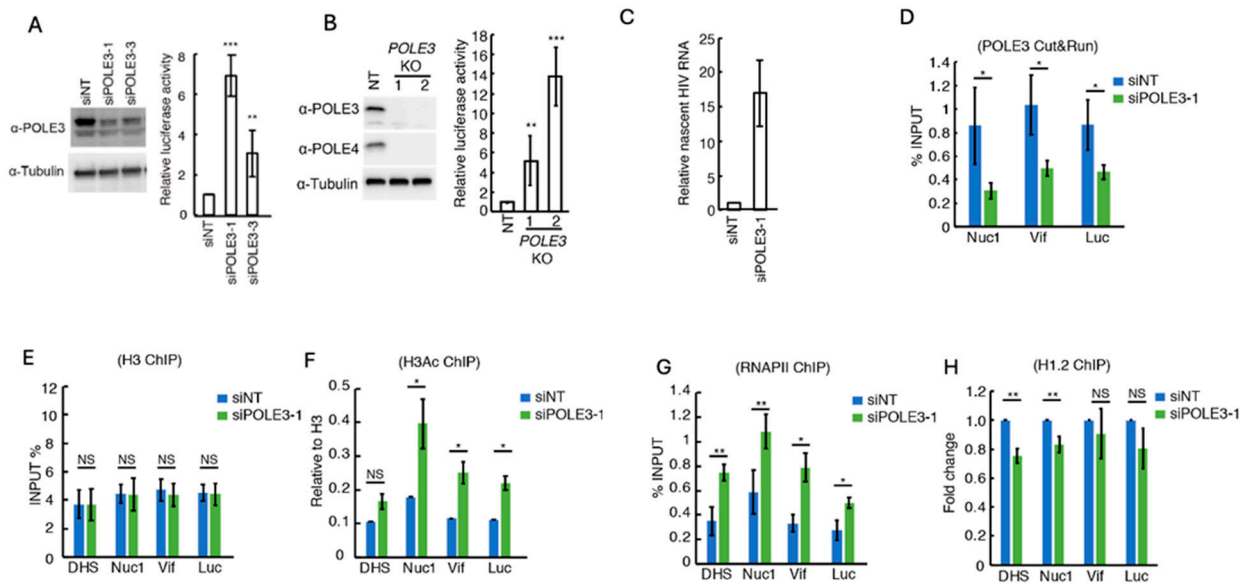 A
siNT
siPOLE3-1
siPOLE3-3
α-POLE3
α-Tubulin
Relative luciferase activity
8
6
4
2
0
***
**
siNT
siPOLE3-1
siPOLE3-3
B
POLE3
KO
NT
1 2
α-POLE3
α-POLE4
α-Tubulin
Relative luciferase activity
18
16
14
12
10
8
6
4
2
0
**
***
NT
1
2
POLE3
KO
C
Relative nascent HIV RNA
25
20
15
10
5
0
siNT
siPOLE3-1
D
(POLE3 Cut&Run)
siNT
siPOLE3-1
% INPUT
1.4
1.2
1
0.8
0.6
0.4
0.2
0
* * *
Nuc1 Vif Luc
E
(H3 ChIP)
siNT
siPOLE3-1
INPUT %
12
10
8
6
4
2
0
NS NS NS NS
DHS Nuc1 Vif Luc
F
(H3Ac ChIP)
siNT
siPOLE3-1
Relative to H3
0.5
0.4
0.3
0.2
0.1
0
NS * * *
DHS Nuc1 Vif Luc
G
(RNAPII ChIP)
siNT
siPOLE3-1
% INPUT
1.4
1.2
1
0.8
0.6
0.4
0.2
0
** ** * *
DHS Nuc1 Vif Luc
H
(H1.2 ChIP)
siNT
siPOLE3-1
Fold change
1.2
1.0
0.8
0.6
0.4
0.2
0
** ** NS NS
DHS Nuc1 Vif Luc